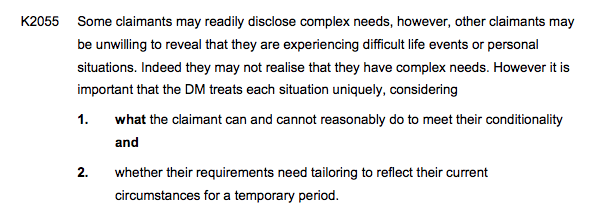 K2055 Some claimants may readily disclose complex needs, however, other claimants may
be unwilling to reveal that they are experiencing difficult life events or personal
situations. Indeed they may not realise that they have complex needs. However it is
important that the DM treats each situation uniquely, considering
1. what the claimant can and cannot reasonably do to meet their conditionality
and
2. whether their requirements need tailoring to reflect their current
circumstances for a temporary period.